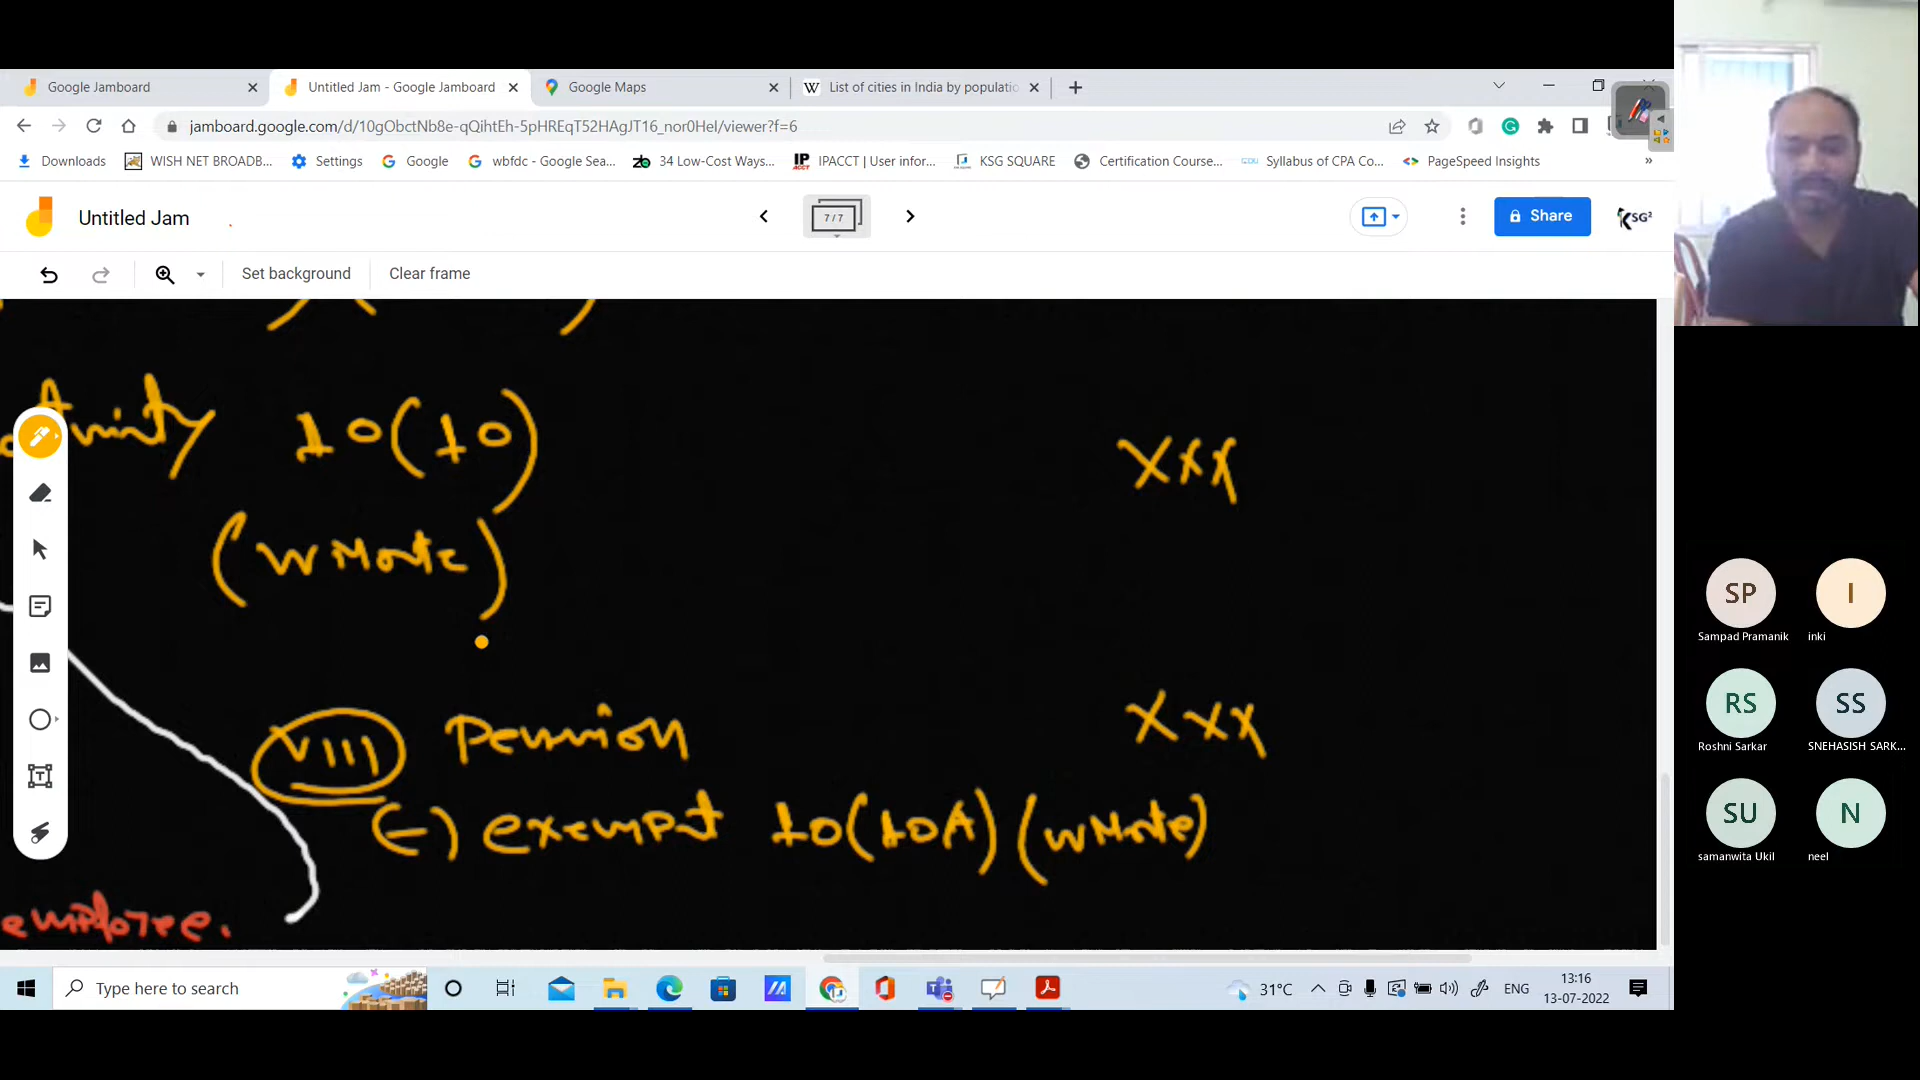 Google Jamboard
Untitled Jam - Google Jamboard
Google Maps
W List of cities in India by populatio
jamboard.google.com/d/10gObctNb8e-qQihtEh-5pHREqT52HAgJT16_nor0HeI/viewer?f=6
Downloads
WISH NET BROADB...
Settings
Google
wbfdc - Google Sea...
34 Low-Cost Ways...
IPACCT | User infor...
KSG SQUARE
Certification Course...
Syllabus of CPA Co...
PageSpeed Insights
»
Untitled Jam
7 / 7
Share
KSG²
Set background
Clear frame
10(10)
xxx
(WNote)
VIII Pension
xxx
(-) exempt 10(10A) (WNote)
employee.
SP
I
Sampad Pramanik
inki
RS
SS
Roshni Sarkar
SNEHASISH SARK...
SU
N
samanwita Ukil
neel
Type here to search
31°C
ENG
13:16
13-07-2022